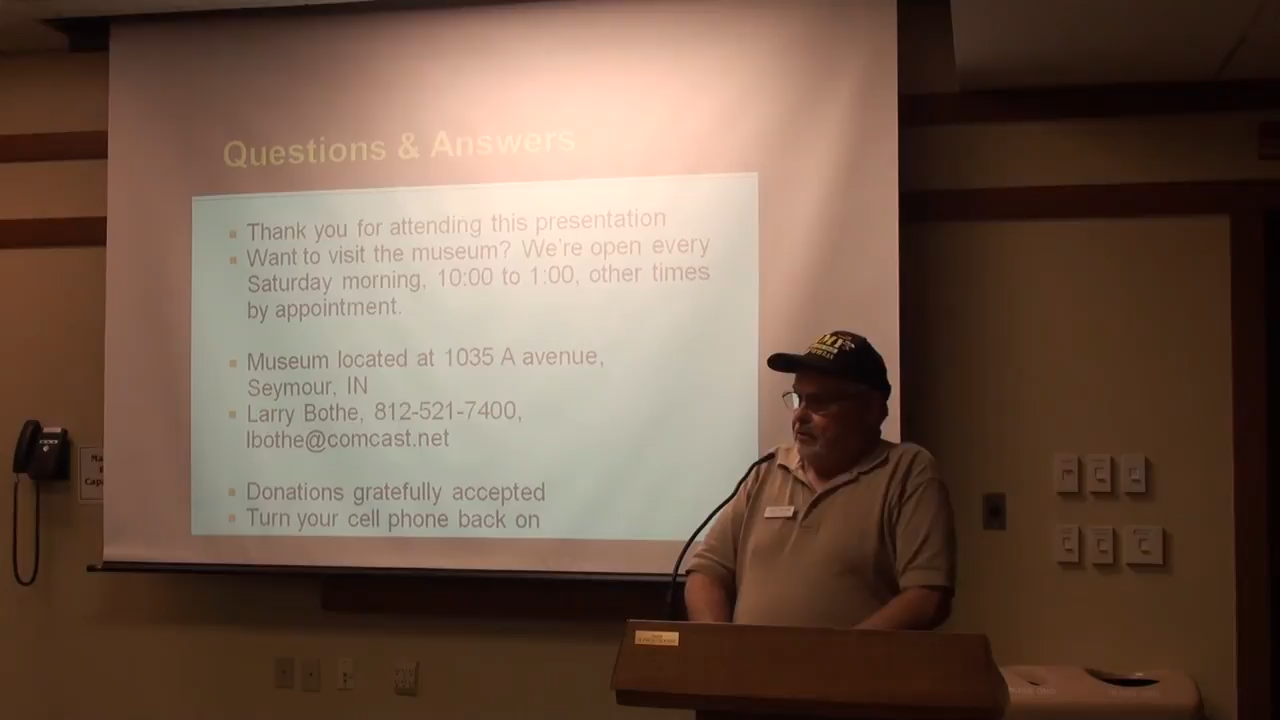 Questions & Answers
Thank you for attending this presentation
Want to visit the museum? We're open every
Saturday morning, 10:00 to 1:00, other times
by appointment.
Museum located at 1035 A avenue,
Seymour, IN
Larry Bothe, 812-521-7400,
lbothe@comcast.net
Donations gratefully accepted
Turn your cell phone back on